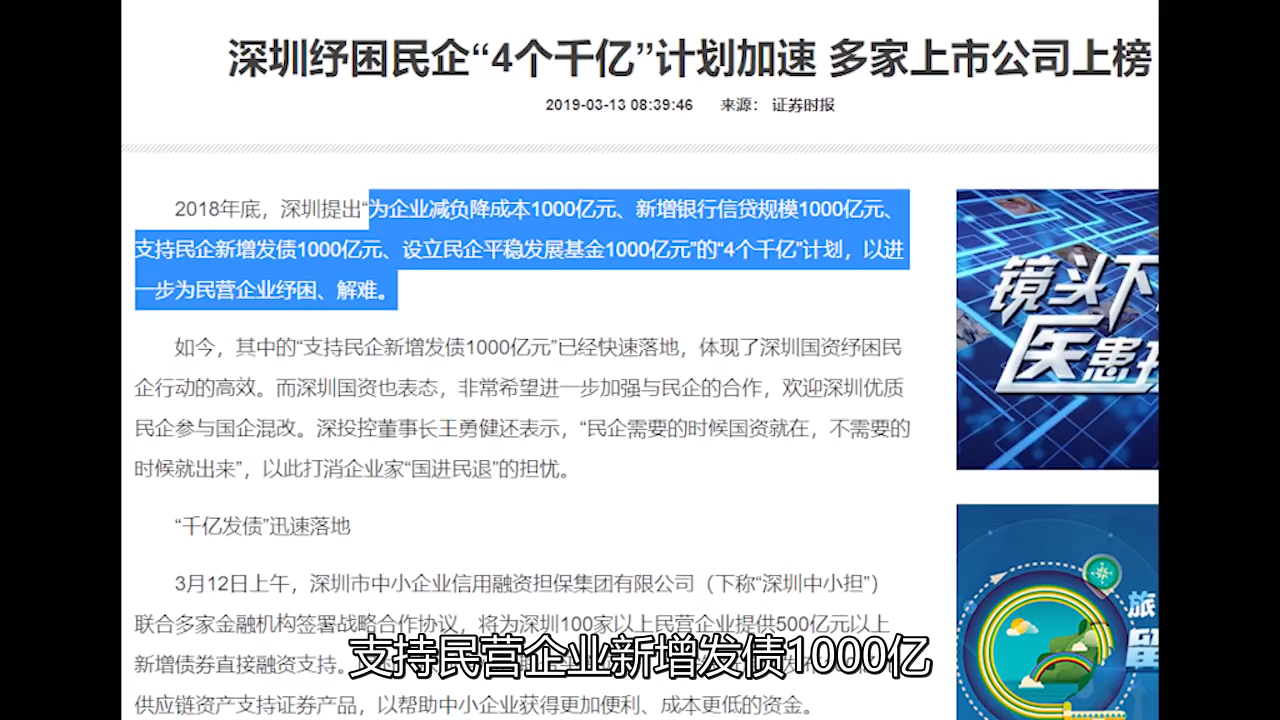 深圳纾困民企“4个千亿”计划加速 多家上市公司上榜
2019-03-13 08:39:46 来源： 证券时报
2018年底，深圳提出“为企业减负降成本1000亿元、新增银行信贷规模1000亿元、
支持民企新增发债1000亿元、设立民企平稳发展基金1000亿元”的“4个千亿”计划，以进
一步为民营企业纾困、解难。
如今，其中的“支持民企新增发债1000亿元”已经快速落地，体现了深圳国资纾困民
企行动的高效。而深圳国资也表态，非常希望进一步加强与民企的合作，欢迎深圳优质
民企参与国企混改。深投控董事长王勇健还表示，“民企需要的时候国资就在，不需要的
时候就出来”，以此打消企业家“国进民退”的担忧。
“千亿发债”迅速落地
3月12日上午，深圳市中小企业信用融资担保集团有限公司（下称“深圳中小担”）
联合多家金融机构签署战略合作协议，将为深圳100家以上民营企业提供500亿元以上
新增债券直接融资支持。
供应链资产支持证券产品，以帮助中小企业获得更加便利、成本更低的资金。
镜头下
医患
旅
支持民营企业新增发债1000亿